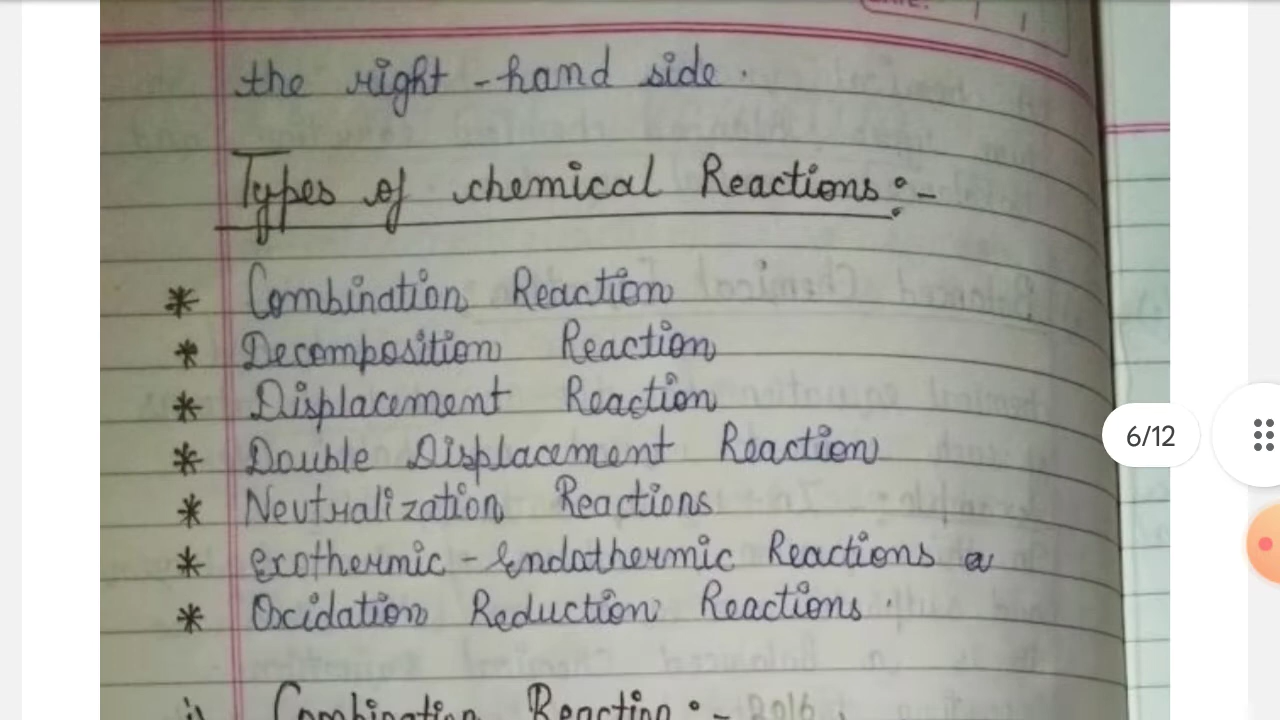 the right -hand side.
Types of chemical Reactions :-
* Combination Reaction
* Decomposition Reaction
* Displacement Reaction
* Double Displacement Reaction
* Neutralization Reactions
* exothermic - Endothermic Reactions
* Oxidation Reduction Reactions.
Combination Reaction :- 2016
6/12